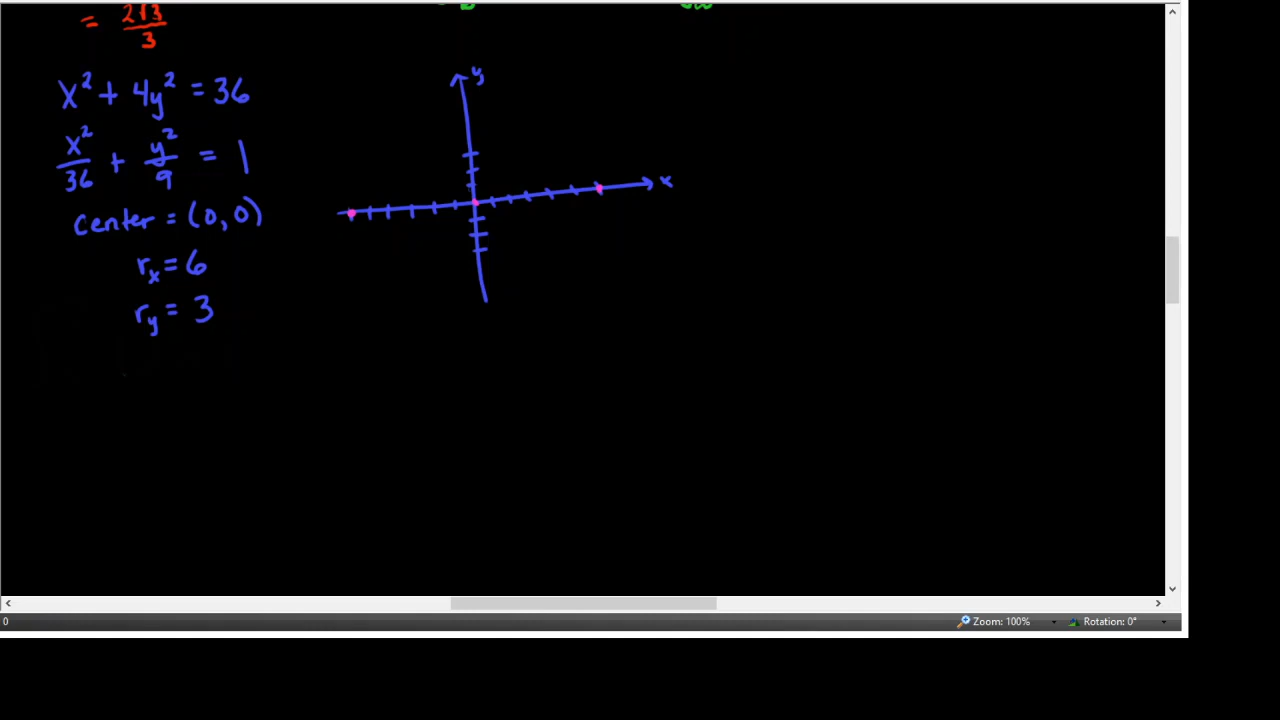 = 2√3/3
x² + 4y² = 36
x²/36 + y²/9 = 1
center = (0, 0)
rₓ = 6
r_y = 3
y
x
0
Zoom: 100%
Rotation: 0°